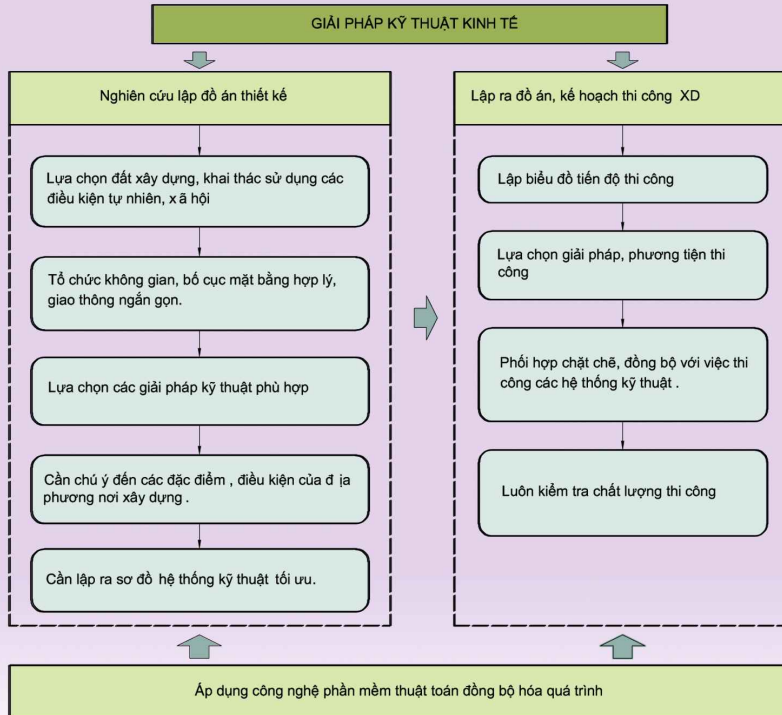 GIẢI PHÁP KỸ THUẬT KINH TẾ
Nghiên cứu lập đồ án thiết kế
Lựa chọn đất xây dựng, khai thác sử dụng các
điều kiện tự nhiên, x ã hội
Tổ chức không gian, bố cục mặt bằng hợp lý,
giao thông ngắn gọn.
Lựa chọn các giải pháp kỹ thuật phù hợp
Cần chú ý đến các đặc điểm , điều kiện của đ ịa
phương nơi xây dựng .
Cần lập ra sơ đồ hệ thống kỹ thuật tối ưu.
Lập ra đồ án, kế hoạch thi công XD
Lập biểu đồ tiến độ thi công
Lựa chọn giải pháp, phương tiện thi
công
Phối hợp chặt chẽ, đồng bộ với việc thi
công các hệ thống kỹ thuật .
Luôn kiểm tra chất lượng thi công
Áp dụng công nghệ phần mềm thuật toán đồng bộ hóa quá trình